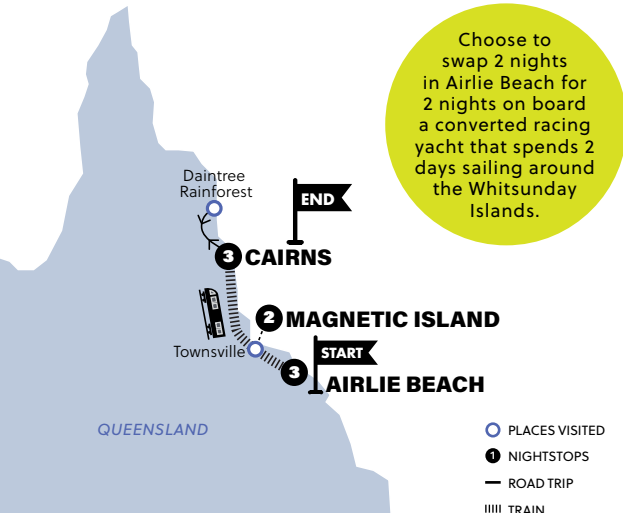 Choose to
swap 2 nights
in Airlie Beach for
2 nights on board
a converted racing
yacht that spends 2
days sailing around
the Whitsunday
Islands.
Daintree
Rainforest
END
3 CAIRNS
2 MAGNETIC ISLAND
Townsville
START
3
AIRLIE BEACH
QUEENSLAND
PLACES VISITED
1 NIGHTSTOPS
ROAD TRIP
TRAIN